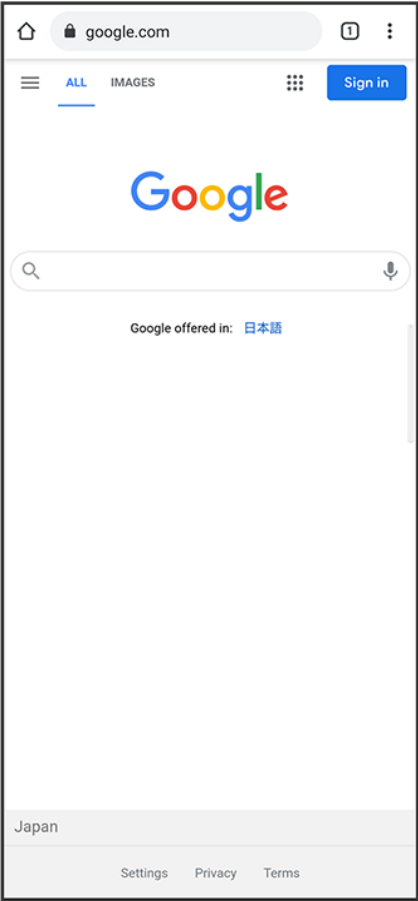 google.com 1
ALL IMAGES Sign in
Google
Google offered in: 日本語
Japan
Settings Privacy Terms